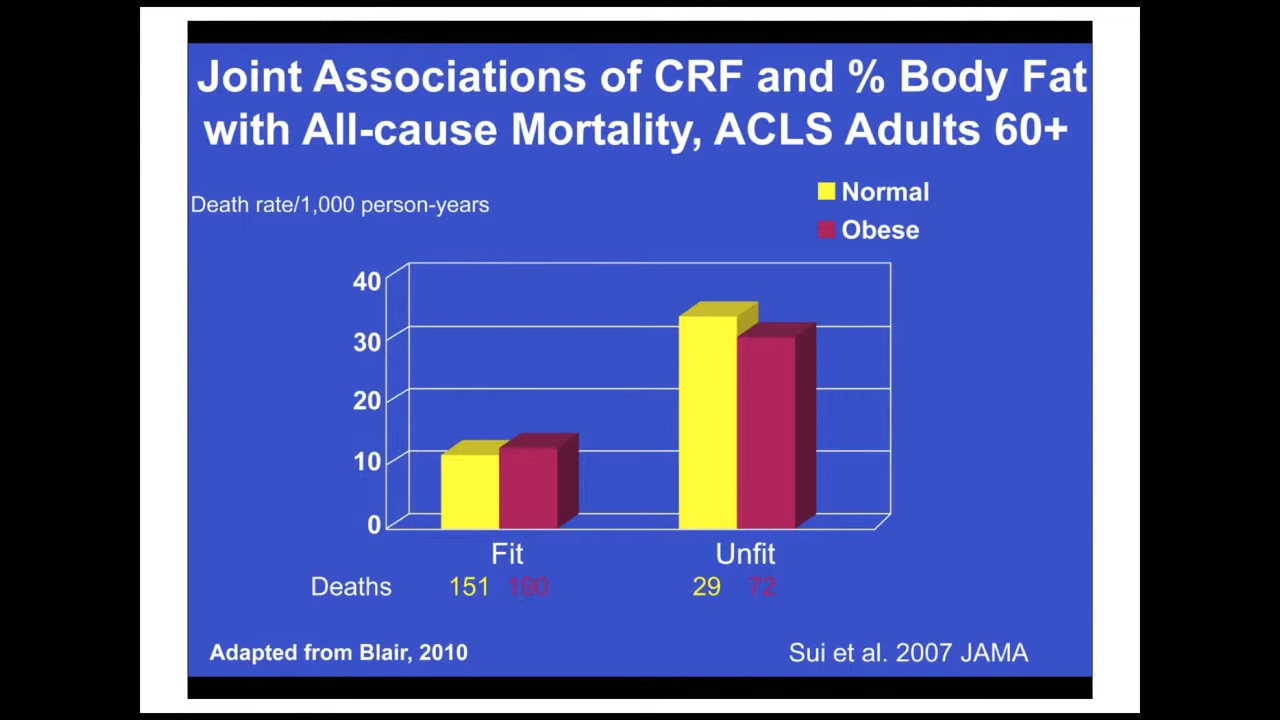 Joint Associations of CRF and % Body Fat
with All-cause Mortality, ACLS Adults 60+
Death rate/1,000 person-years
Normal
Obese
40
30
20
10
0
Fit Unfit
Deaths 151 190 29 72
Adapted from Blair, 2010
Sui et al. 2007 JAMA